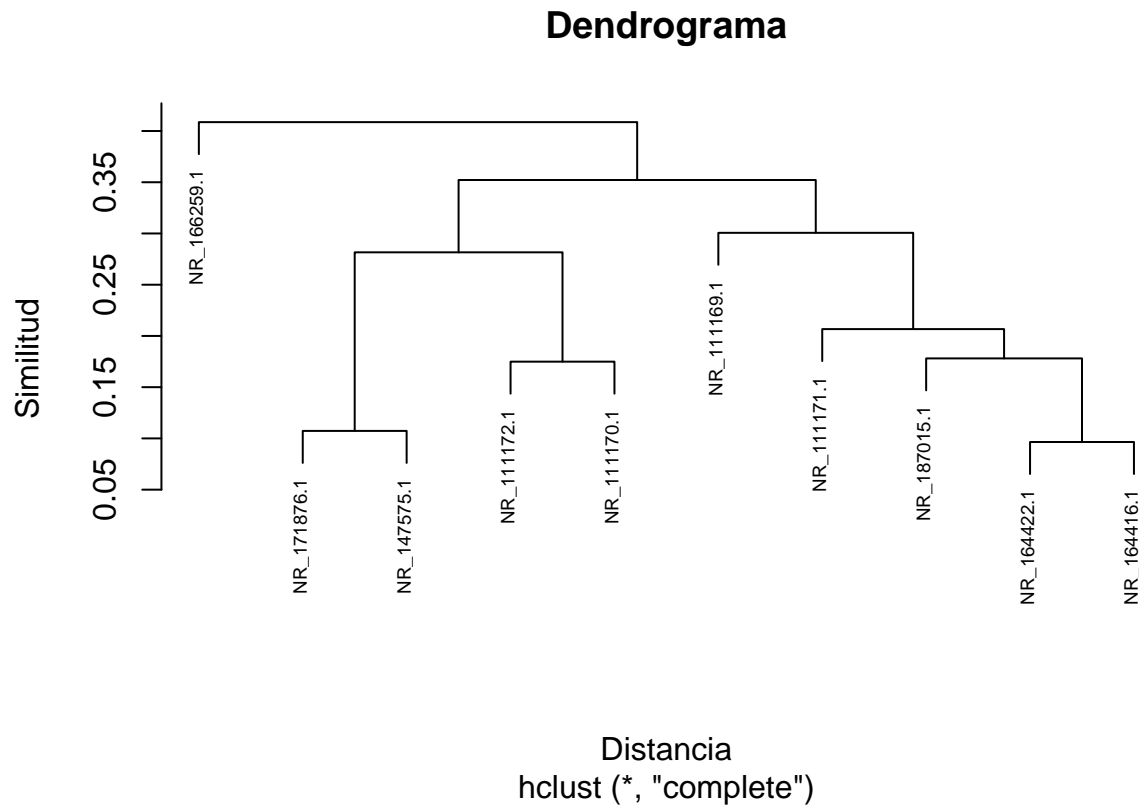 Dendrograma
Similitud
0.05
0.15
0.25
0.35
NR_166259.1
NR_171876.1
NR_147575.1
NR_111172.1
NR_111170.1
NR_111169.1
NR_111171.1
NR_187015.1
NR_164422.1
NR_164416.1
Distancia
hclust (*, "complete")